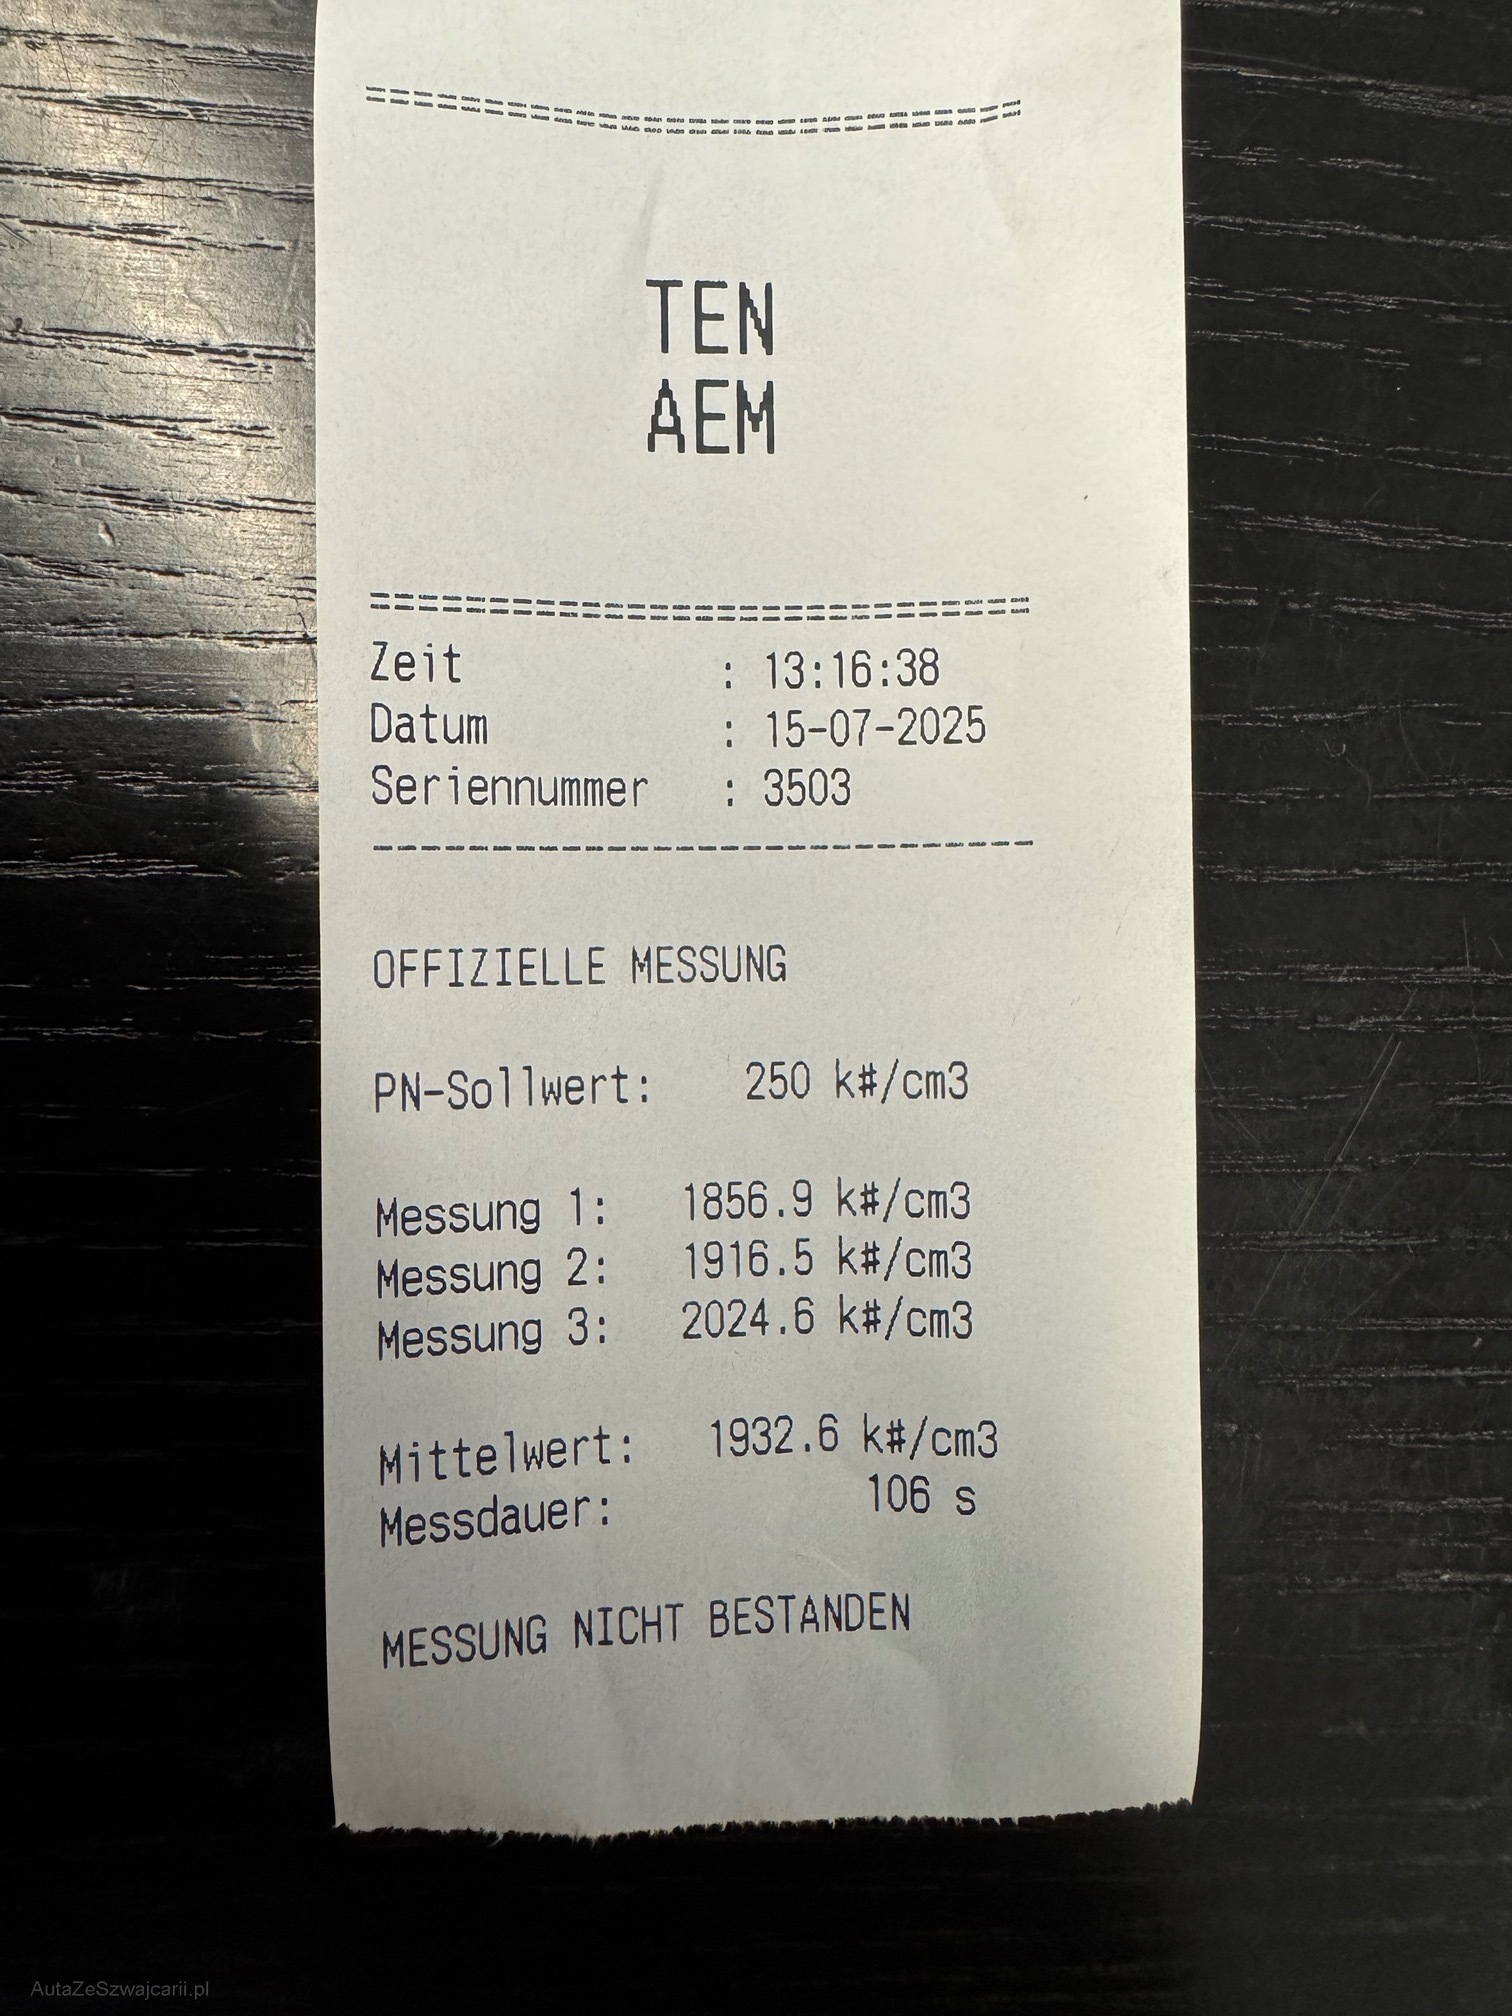 ==============================
TEN
AEM
==============================
Zeit : 13:16:38
Datum : 15-07-2025
Seriennummer : 3503
------------------------------
OFFIZIELLE MESSUNG
PN-Sollwert: 250 k#/cm3
Messung 1: 1856.9 k#/cm3
Messung 2: 1916.5 k#/cm3
Messung 3: 2024.6 k#/cm3
Mittelwert: 1932.6 k#/cm3
Messdauer: 106 s
MESSUNG NICHT BESTANDEN
AutaZeSzwajcarii.pl